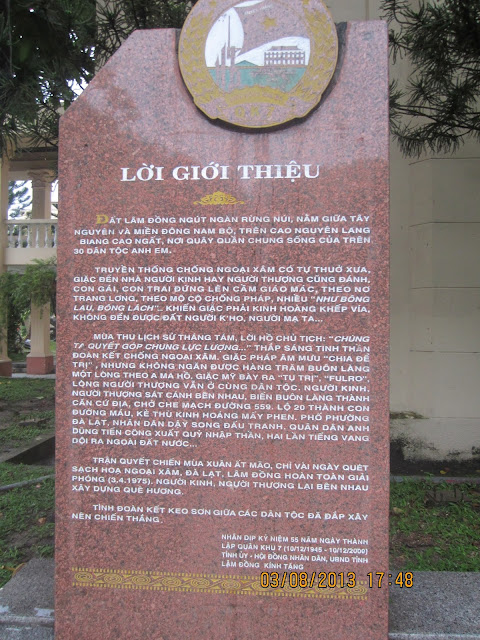 LỜI GIỚI THIỆU
ĐẤT LÂM ĐỒNG NGÚT NGÀN RỪNG NÚI, NẰM GIỮA TÂY
NGUYÊN VÀ MIỀN ĐÔNG NAM BỘ, TRÊN CAO NGUYÊN LANG
BIANG CAO NGẤT, NƠI QUÂY QUẦN CHUNG SỐNG CỦA TRÊN
30 DÂN TỘC ANH EM.
TRUYỀN THỐNG CHỐNG NGOẠI XÂM CÓ TỰ THUỞ XƯA,
GIẶC ĐẾN NHÀ NGƯỜI KINH HAY NGƯỜI THƯỢNG CŨNG ĐÁNH,
CON GÁI, CON TRAI ĐỨNG LÊN CẦM GIÁO MÁC, THEO NƠ
TRANG LƠNG, THEO MỘ CỘ CHỐNG PHÁP, NHIỀU "NHƯ BÔNG
LAU, BÔNG LÁCH"... KHIẾN GIẶC PHÁP KINH HOÀNG KHIẾP VÍA,
KHÔNG ĐẾN ĐƯỢC ĐẤT NGƯỜI K'HO, NGƯỜI MẠ TA...
MÙA THU LỊCH SỬ THÁNG TÁM, LỜI HỒ CHỦ TỊCH: "CHÚNG
TA QUYẾT GÓP CHUNG LỰC LƯỢNG..." THẮP SÁNG TINH THẦN
ĐOÀN KẾT CHỐNG NGOẠI XÂM. GIẶC PHÁP ÂM MƯU "CHIA ĐỂ
TRỊ", NHƯNG KHÔNG NGĂN ĐƯỢC HÀNG TRĂM BUÔN LÀNG
MỘT LÒNG THEO A MA HỒ. GIẶC MỸ BÀY RA "TỰ TRỊ", "FULRO".
LÒNG NGƯỜI THƯỢNG VẪN Ở CÙNG DÂN TỘC. NGƯỜI KINH,
NGƯỜI THƯỢNG SÁT CÁNH BÊN NHAU, BIẾN BUÔN LÀNG THÀNH
CĂN CỨ ĐỊA, CHỞ CHE MẠCH ĐƯỜNG 559. LỘ 20 THÀNH CON
ĐƯỜNG MÁU, KẺ THÙ KINH HOÀNG MẤY PHEN. PHỐ PHƯỜNG
ĐÀ LẠT, NHÂN DÂN DẬY SONG ĐẤU TRANH. QUÂN DÂN ANH
DŨNG TIẾN CÔNG XUẤT QUỶ NHẬP THẦN, HAI LẦN TIẾNG VANG
DỘI RA NGOÀI ĐẤT NƯỚC...
TRẬN QUYẾT CHIẾN MÙA XUÂN ẤT MÃO, CHỈ VÀI NGÀY QUÉT
SẠCH HỌA NGOẠI XÂM, ĐÀ LẠT, LÂM ĐỒNG HOÀN TOÀN GIẢI
PHÓNG (3.4.1975). NGƯỜI KINH, NGƯỜI THƯỢNG LẠI BÊN NHAU
XÂY DỰNG QUÊ HƯƠNG.
TÌNH ĐOÀN KẾT KEO SƠN GIỮA CÁC DÂN TỘC ĐÃ ĐẮP XÂY
NÊN CHIẾN THẮNG.
NHÂN DỊP KỶ NIỆM 55 NĂM NGÀY THÀNH
LẬP QUÂN KHU 7 (10/12/1945 - 10/12/2000)
TỈNH ỦY - HỘI ĐỒNG NHÂN DÂN, UBND TỈNH
LÂM ĐỒNG KÍNH TẶNG
03/08/2013 17:48